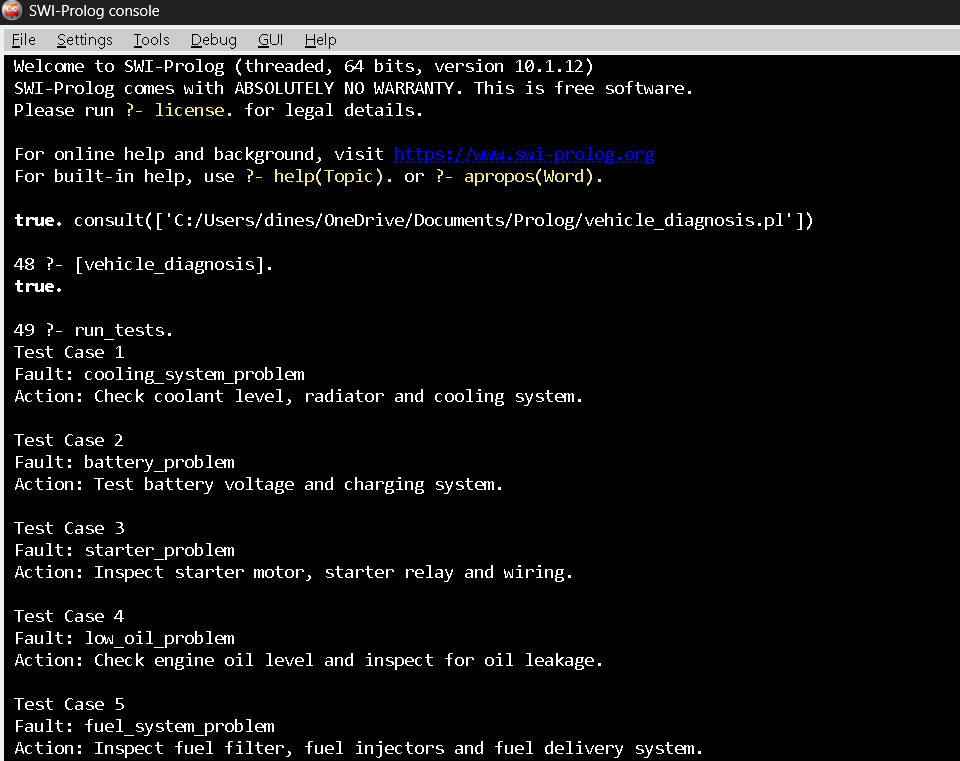 SWI-Prolog console
File Settings Tools Debug GUI Help
Welcome to SWI-Prolog (threaded, 64 bits, version 10.1.12)
SWI-Prolog comes with ABSOLUTELY NO WARRANTY. This is free software.
Please run ?- license. for legal details.
For online help and background, visit https://www.swi-prolog.org
For built-in help, use ?- help(Topic). or ?- apropos(Word).
true. consult(['C:/Users/dines/OneDrive/Documents/Prolog/vehicle_diagnosis.pl'])
48 ?- [vehicle_diagnosis].
true.
49 ?- run_tests.
Test Case 1
Fault: cooling_system_problem
Action: Check coolant level, radiator and cooling system.
Test Case 2
Fault: battery_problem
Action: Test battery voltage and charging system.
Test Case 3
Fault: starter_problem
Action: Inspect starter motor, starter relay and wiring.
Test Case 4
Fault: low_oil_problem
Action: Check engine oil level and inspect for oil leakage.
Test Case 5
Fault: fuel_system_problem
Action: Inspect fuel filter, fuel injectors and fuel delivery system.